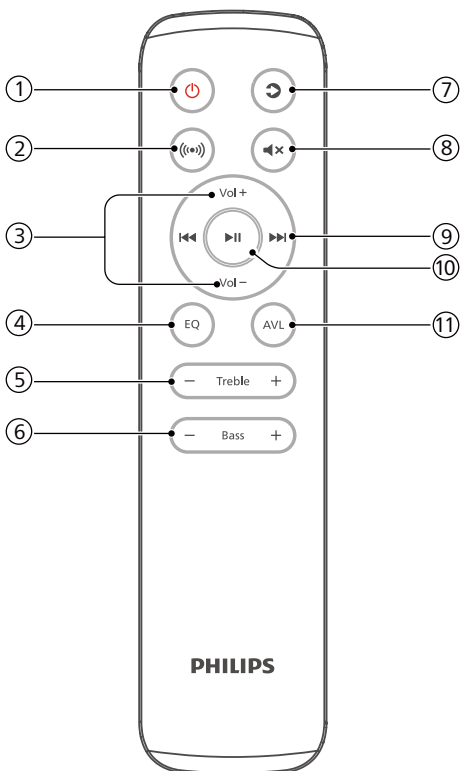 ① ⑦
② ⑧
Vol +
③ ⑨
⑩
Vol −
④ EQ AVL ⑪
⑤ − Treble +
⑥ − Bass +
PHILIPS